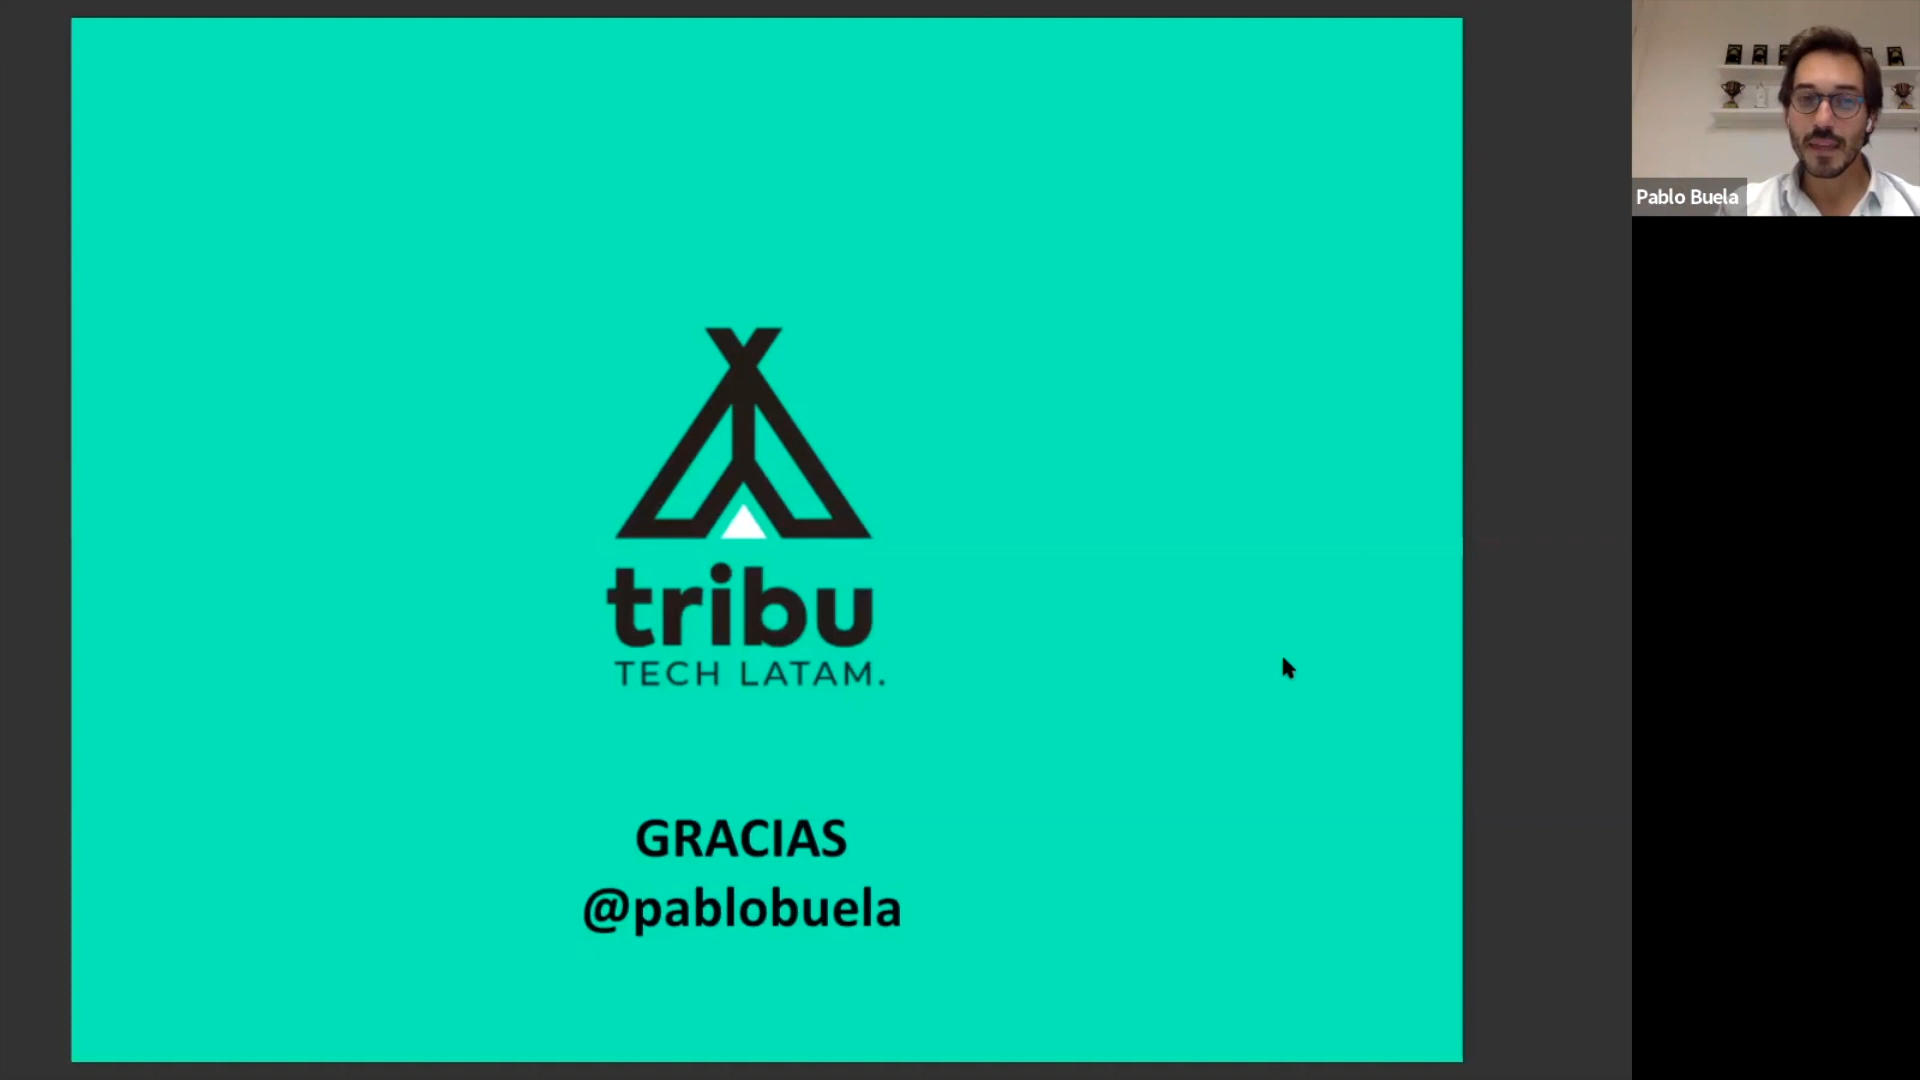 tribu
TECH LATAM.
GRACIAS
@pablobuela
Pablo Buela